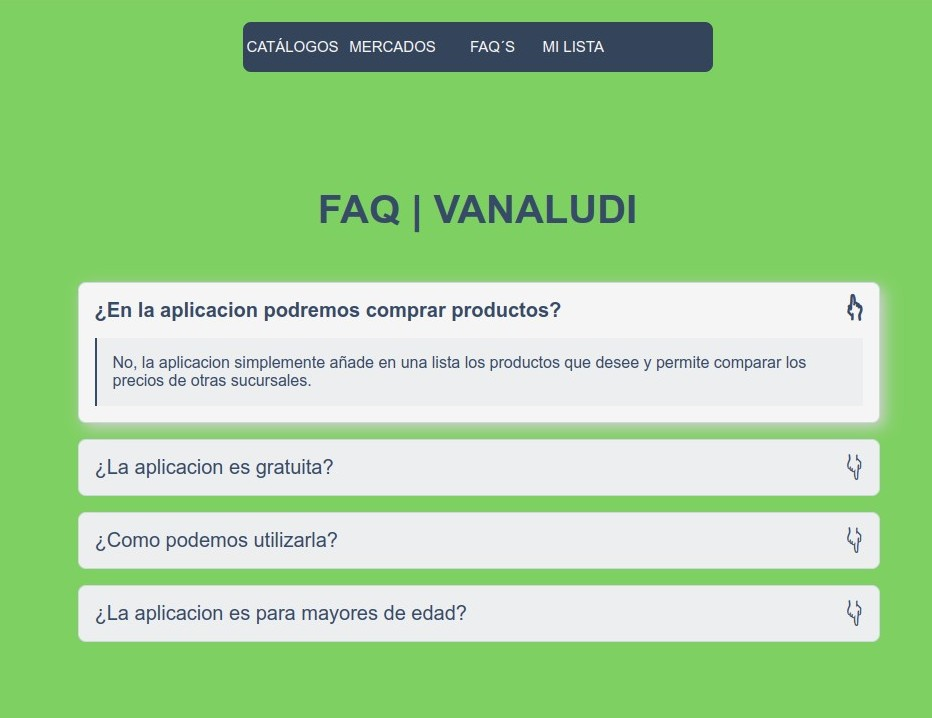 CATÁLOGOS MERCADOS FAQ´S MI LISTA
FAQ | VANALUDI
¿En la aplicacion podremos comprar productos?
No, la aplicacion simplemente añade en una lista los productos que desee y permite comparar los
precios de otras sucursales.
¿La aplicacion es gratuita?
¿Como podemos utilizarla?
¿La aplicacion es para mayores de edad?